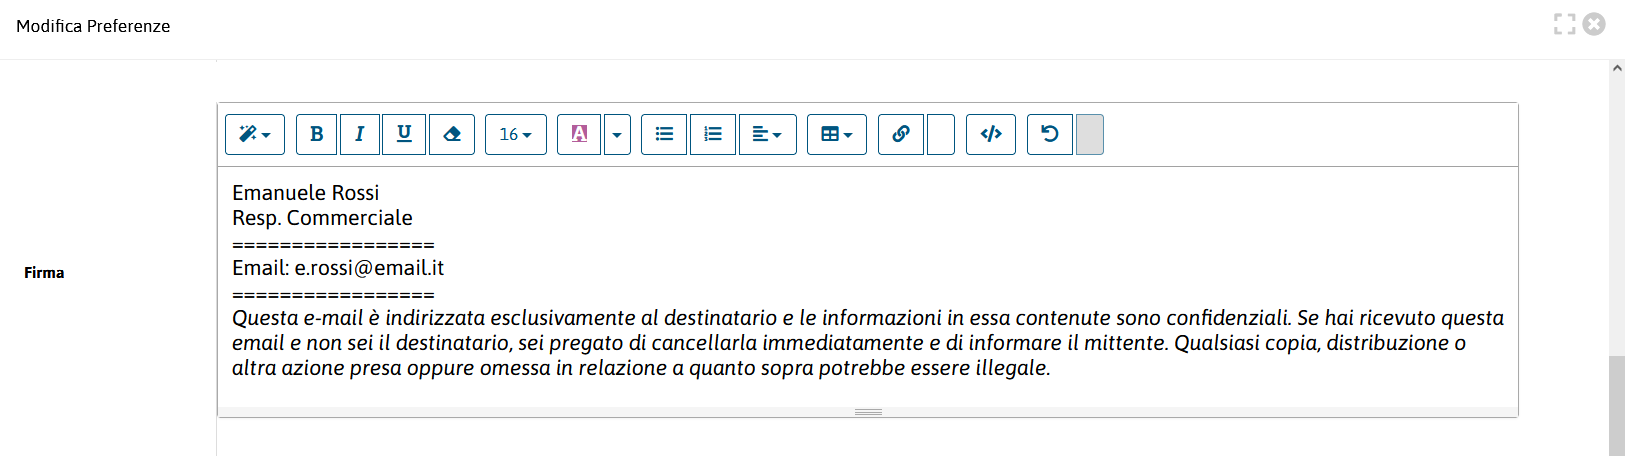 Modifica Preferenze
B I U 16 A
Emanuele Rossi
Resp. Commerciale
=================
Firma
Email: e.rossi@email.it
=================
Questa e-mail è indirizzata esclusivamente al destinatario e le informazioni in essa contenute sono confidenziali. Se hai ricevuto questa
email e non sei il destinatario, sei pregato di cancellarla immediatamente e di informare il mittente. Qualsiasi copia, distribuzione o
altra azione presa oppure omessa in relazione a quanto sopra potrebbe essere illegale.